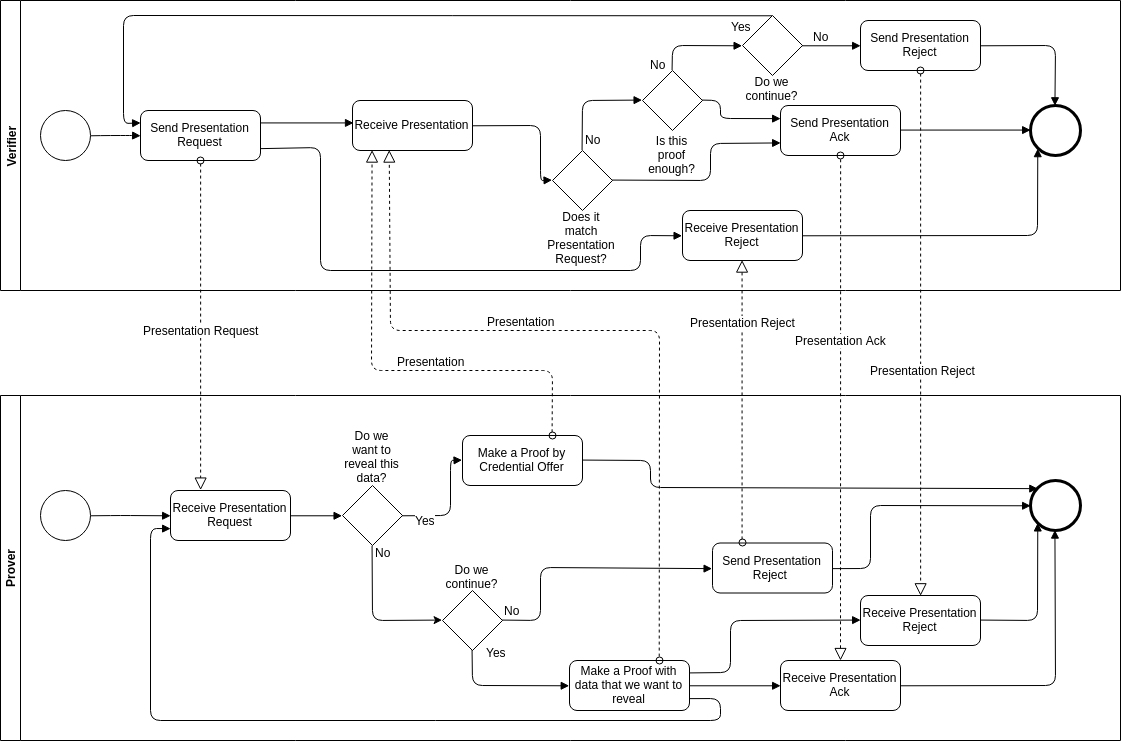 Verifier
Send Presentation
Request
Receive Presentation
No
Does it
match
Presentation
Request?
No
Is this
proof
enough?
Yes
Do we
continue?
No
Send Presentation
Reject
Send Presentation
Ack
Receive Presentation
Reject
Presentation Request
Presentation
Presentation
Presentation Reject
Presentation Ack
Presentation Reject
Prover
Receive Presentation
Request
Do we
want to
reveal this
data?
Yes
No
Make a Proof by
Credential Offer
Do we
continue?
No
Yes
Send Presentation
Reject
Make a Proof with
data that we want to
reveal
Receive Presentation
Reject
Receive Presentation
Ack